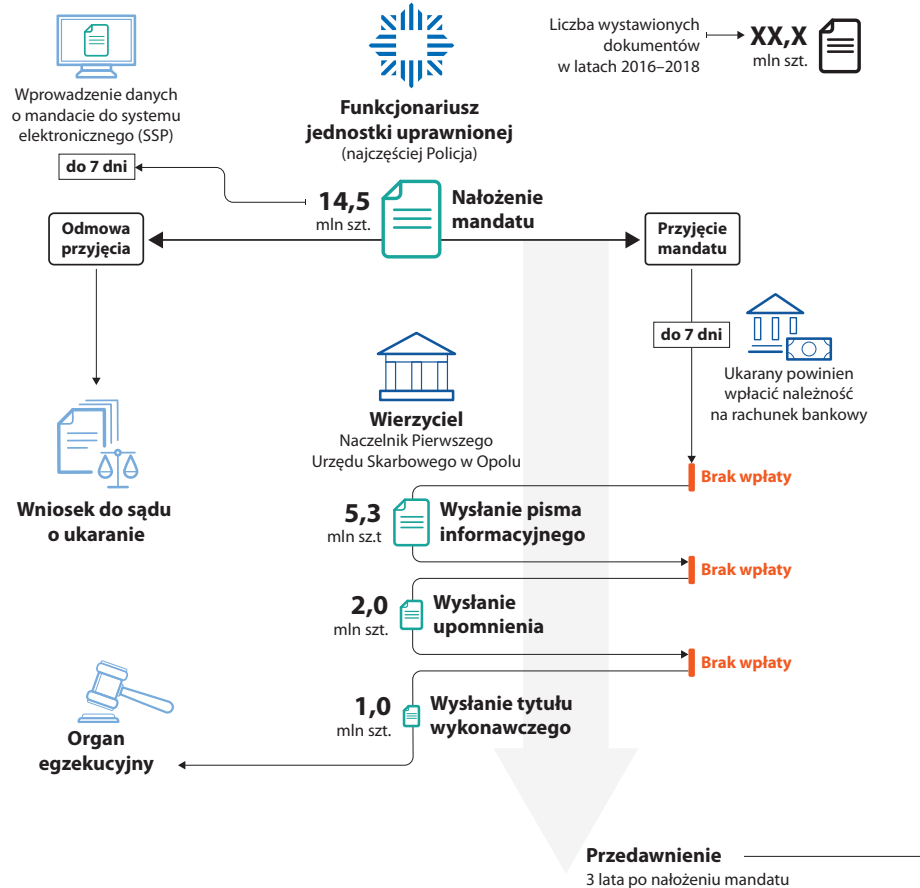 Wprowadzenie danych
o mandacie do systemu
elektronicznego (SSP)
do 7 dni
Funkcjonariusz
jednostki uprawnionej
(najczęściej Policja)
Liczba wystawionych
dokumentów
w latach 2016–2018
XX,X
mln szt.
14,5
mln szt.
Nałożenie
mandatu
Odmowa
przyjęcia
Przyjęcie
mandatu
do 7 dni
Ukarany powinien
wpłacić należność
na rachunek bankowy
Wierzyciel
Naczelnik Pierwszego
Urzędu Skarbowego w Opolu
Wniosek do sądu
o ukaranie
Brak wpłaty
5,3
mln sz.t
Wysłanie pisma
informacyjnego
Brak wpłaty
2,0
mln szt.
Wysłanie
upomnienia
Brak wpłaty
1,0
mln szt.
Wysłanie tytułu
wykonawczego
Organ
egzekucyjny
Przedawnienie
3 lata po nałożeniu mandatu